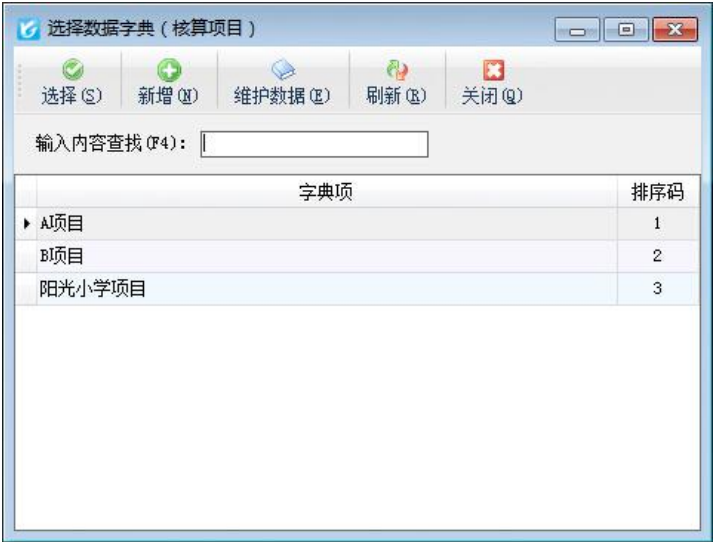 选择数据字典（核算项目）
选择(S) 新增(N) 维护数据(E) 刷新(R) 关闭(Q)
输入内容查找(F4):
字典项 排序码
AI项目 1
BI项目 2
阳光小学项目 3